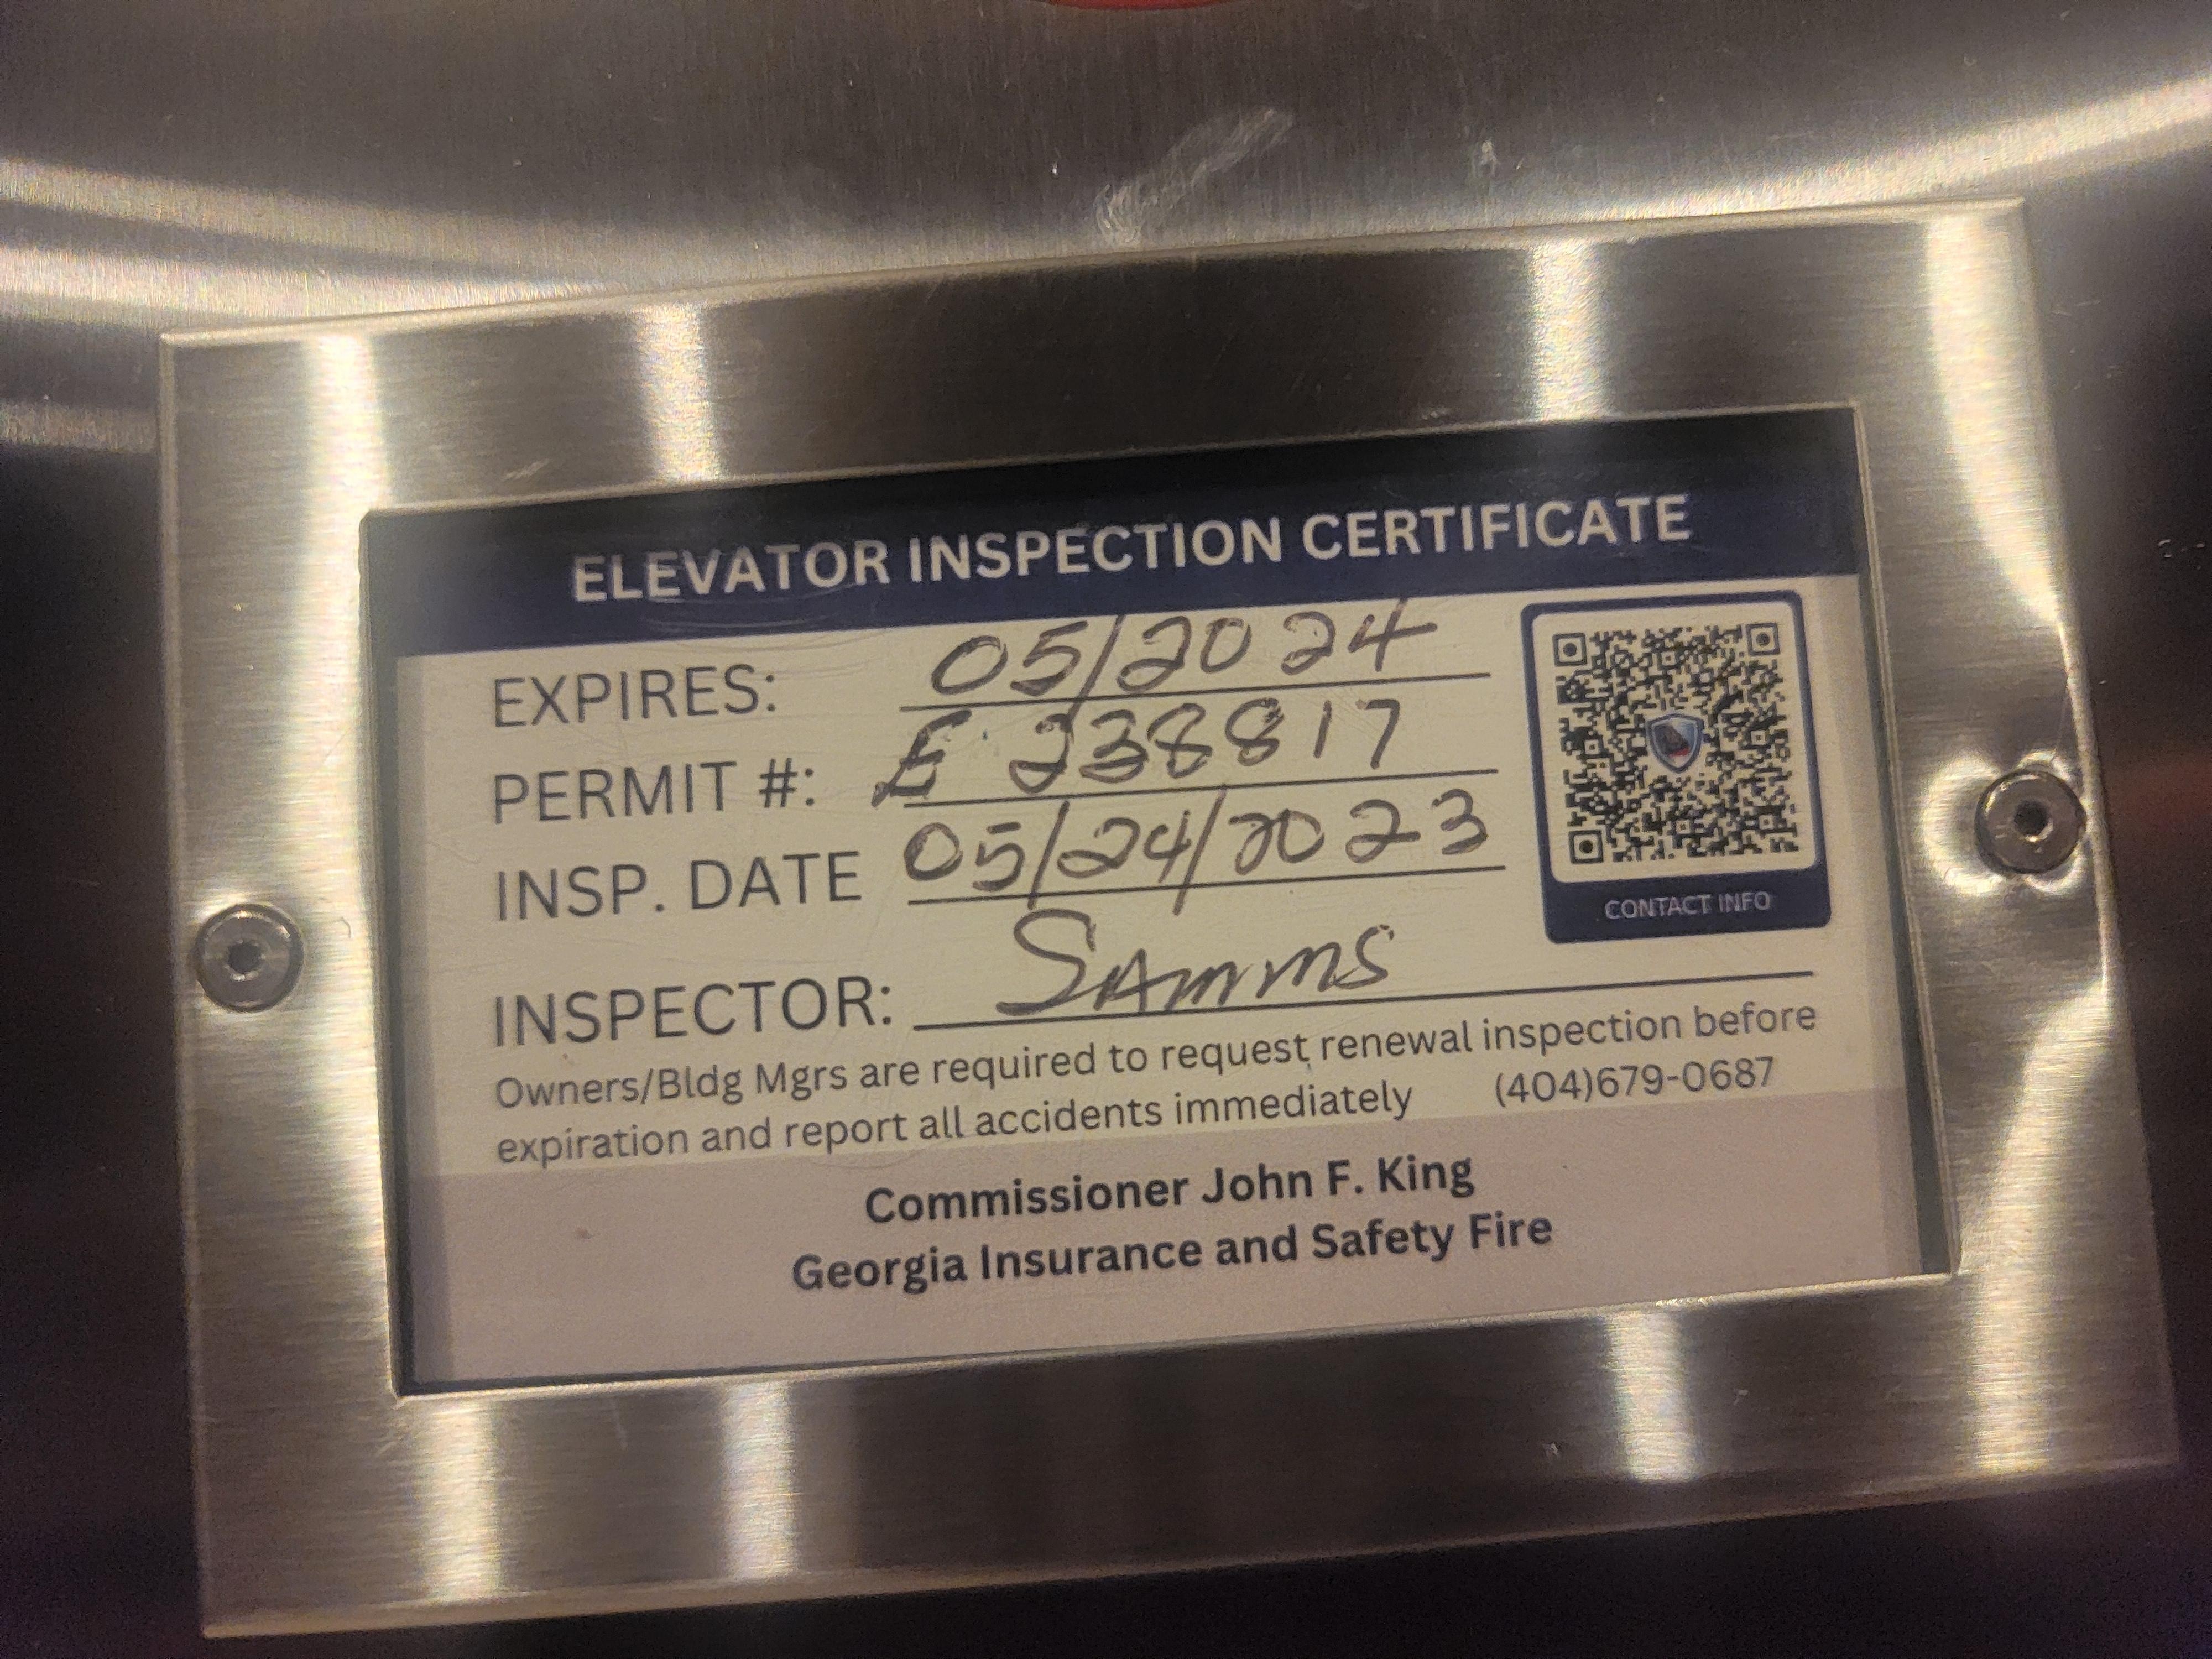 ELEVATOR INSPECTION CERTIFICATE
EXPIRES: 05/2024
PERMIT #: E 238817
INSP. DATE 05/24/2023
CONTACT INFO
INSPECTOR: SAmmS
Owners/Bldg Mgrs are required to request renewal inspection before
expiration and report all accidents immediately (404)679-0687
Commissioner John F. King
Georgia Insurance and Safety Fire